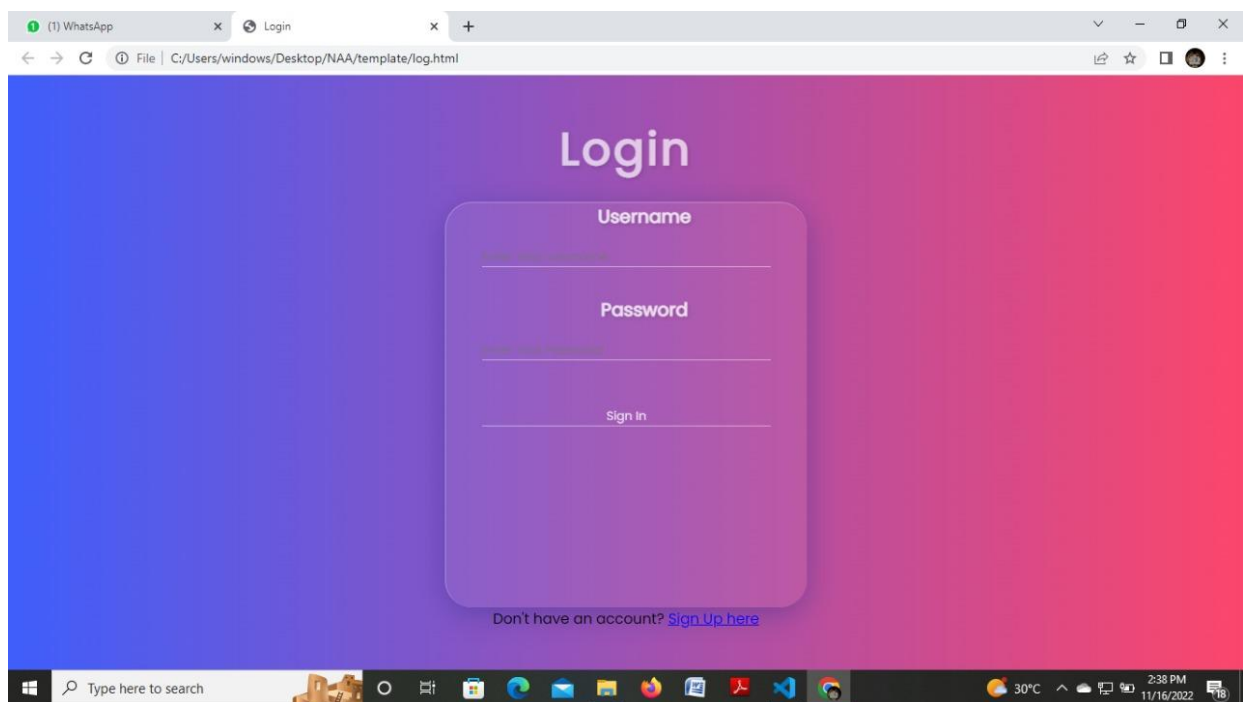 (1) WhatsApp
Login
File | C:/Users/windows/Desktop/NAA/template/log.html
Login
Username
Password
Sign In
Don't have an account? Sign Up here
Type here to search
30°C
2:38 PM
11/16/2022
18